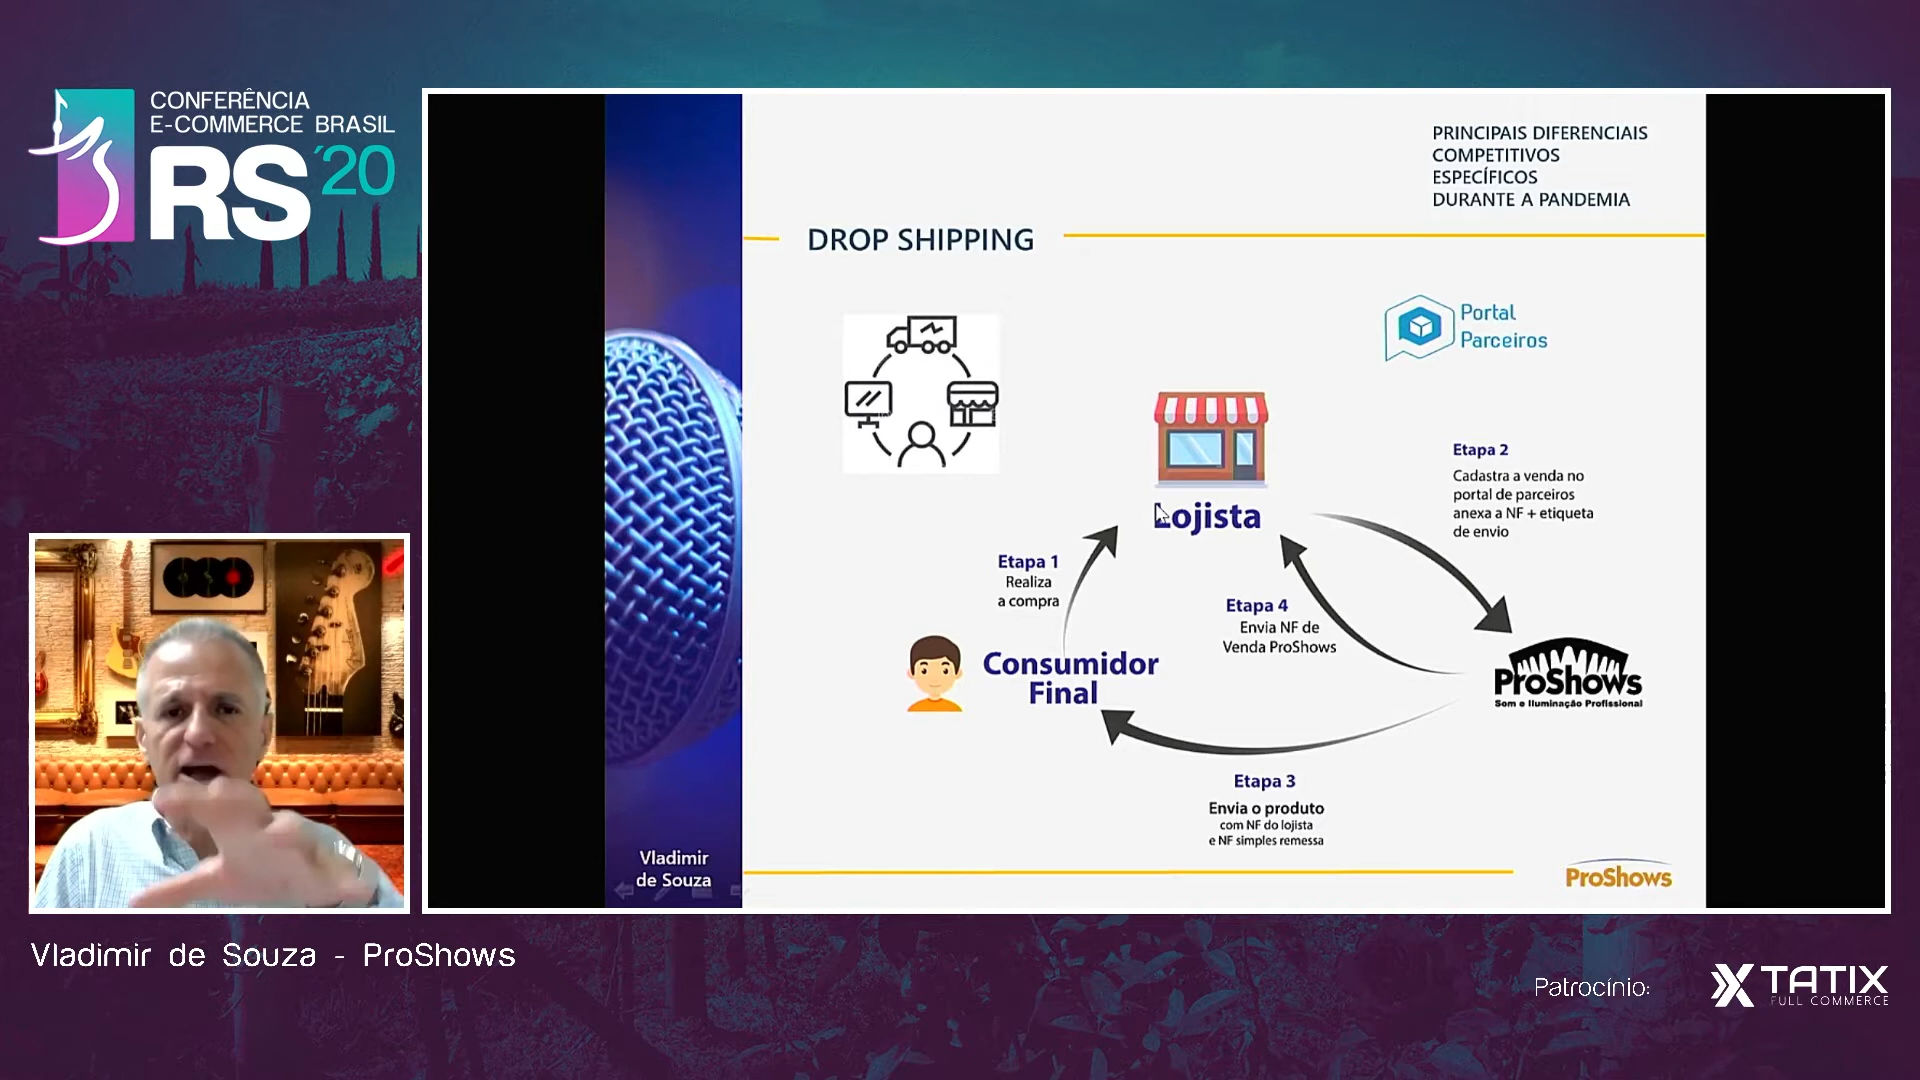 CONFERÊNCIA
E-COMMERCE BRASIL
RS'20
PRINCIPAIS DIFERENCIAIS
COMPETITIVOS
ESPECÍFICOS
DURANTE A PANDEMIA
DROP SHIPPING
Portal
Parceiros
Lojista
Etapa 2
Cadastra a venda no
portal de parceiros
anexa a NF + etiqueta
de envio
Etapa 1
Realiza
a compra
Etapa 4
Envia NF de
Venda ProShows
Consumidor
Final
ProShows
Som e Iluminação Profissional
Etapa 3
Envia o produto
com NF do lojista
e NF simples remessa
Vladimir
de Souza
ProShows
Vladimir de Souza - ProShows
Patrocínio:
TATIX
FULL COMMERCE